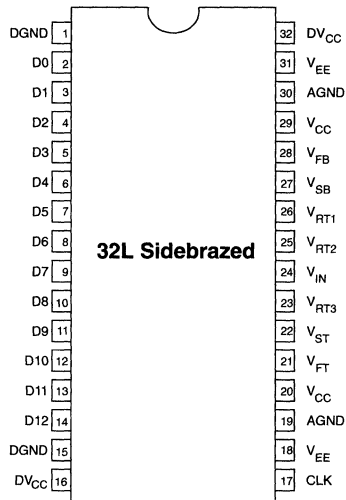 DGND 1 32 DVCC
D0 2 31 VEE
D1 3 30 AGND
D2 4 29 VCC
D3 5 28 VFB
D4 6 27 VSB
D5 7 26 VRT1
D6 8 25 VRT2
32L Sidebrazed
D7 9 24 VIN
D8 10 23 VRT3
D9 11 22 VST
D10 12 21 VFT
D11 13 20 VCC
D12 14 19 AGND
DGND 15 18 VEE
DVCC 16 17 CLK